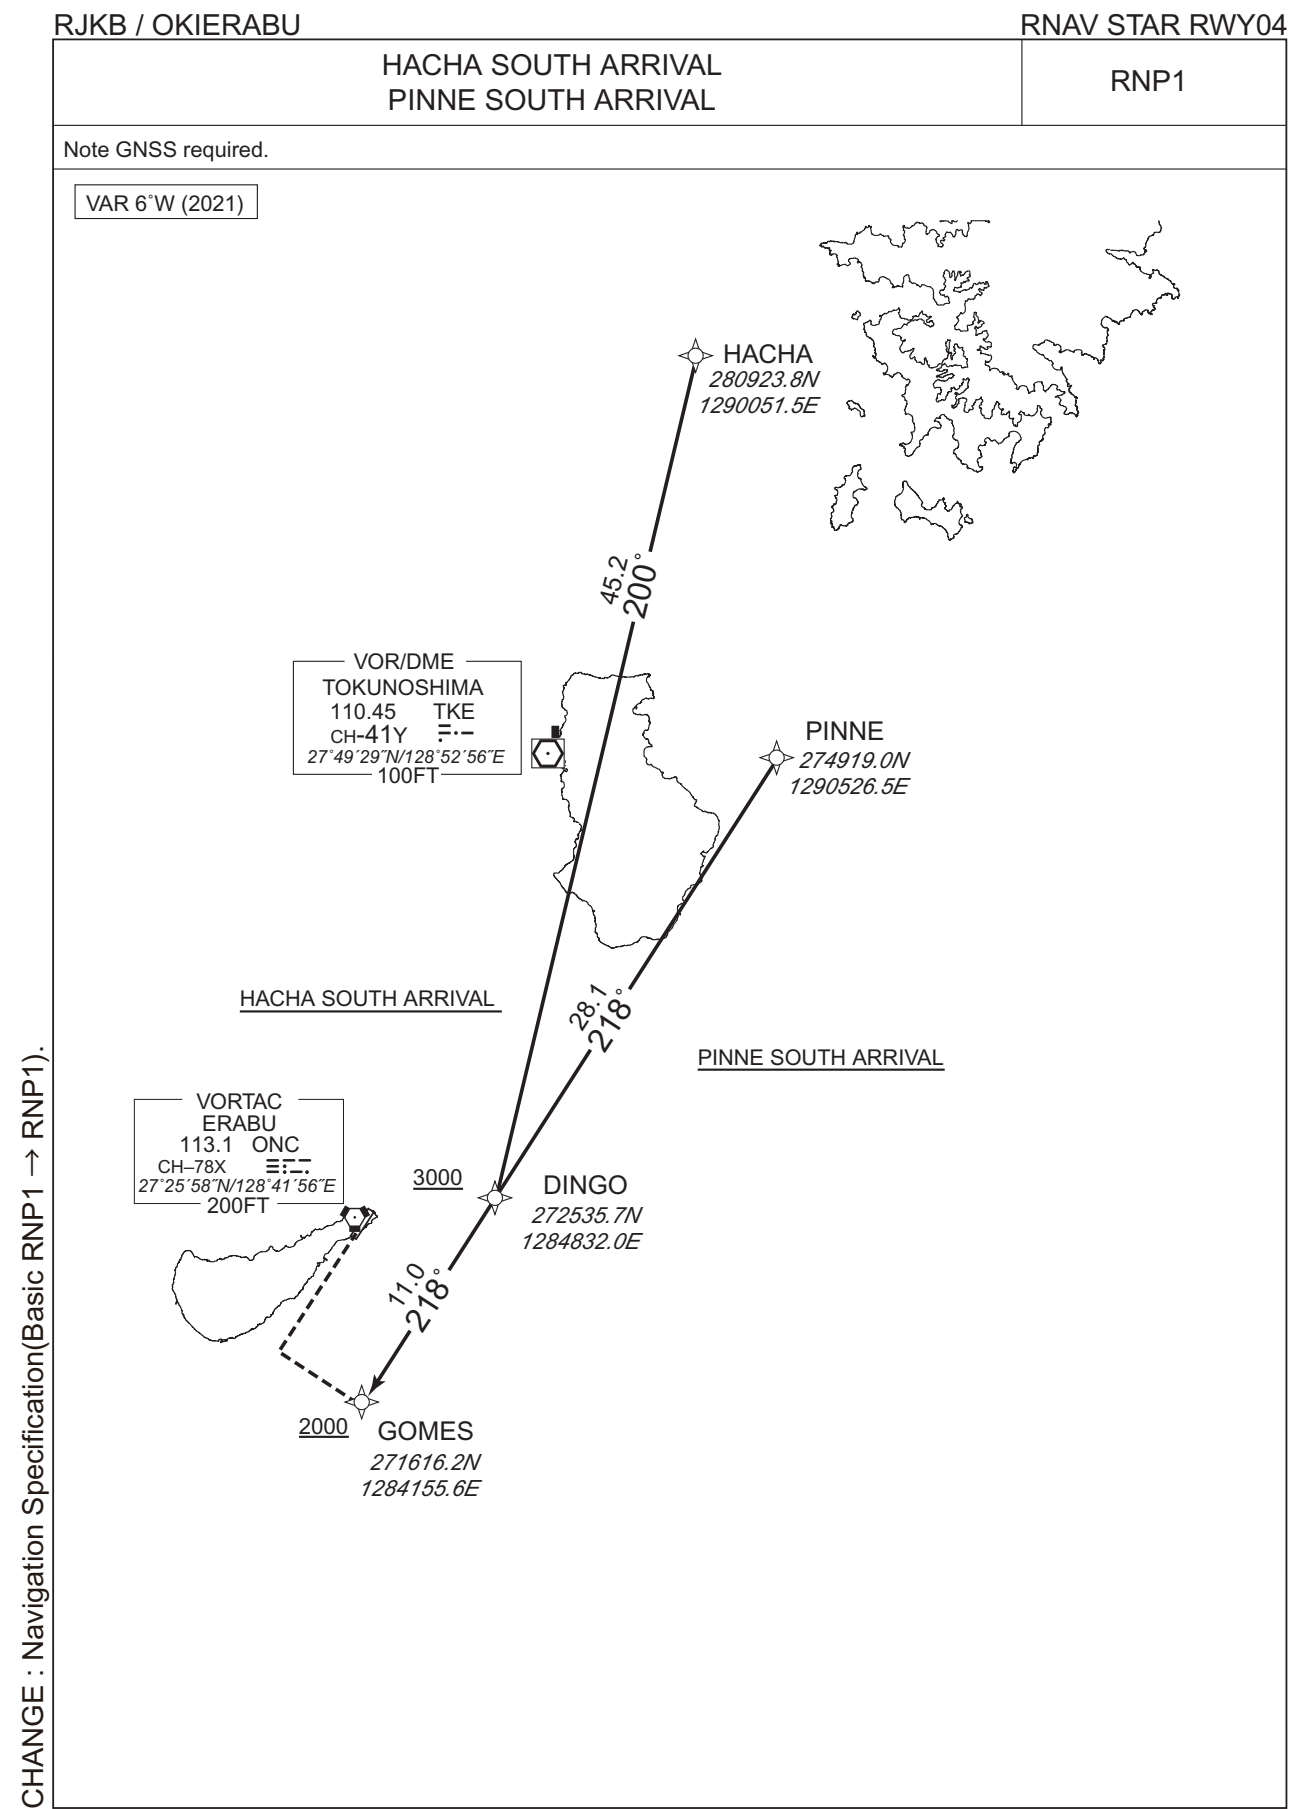 RJKB / OKIERABU
RNAV STAR RWY04
HACHA SOUTH ARRIVAL
PINNE SOUTH ARRIVAL
RNP1
Note GNSS required.
VAR 6˚W (2021)
HACHA
280923.8N
1290051.5E
45.2
200˚
VOR/DME
TOKUNOSHIMA
110.45 TKE
CH-41Y
27˚49´29˝N/128˚52´56˝E
100FT
PINNE
274919.0N
1290526.5E
HACHA SOUTH ARRIVAL
28.1
218˚
PINNE SOUTH ARRIVAL
VORTAC
ERABU
113.1 ONC
CH–78X
27˚25´58˝N/128˚41´56˝E
200FT
3000
DINGO
272535.7N
1284832.0E
11.0
218˚
2000
GOMES
271616.2N
1284155.6E
CHANGE : Navigation Specification(Basic RNP1 → RNP1).